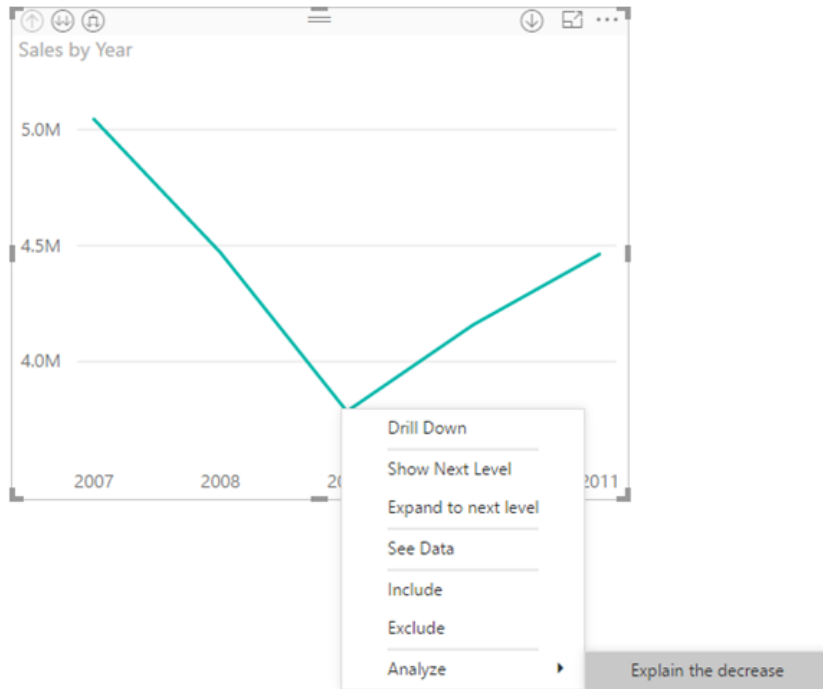 Sales by Year
5.0M
4.5M
4.0M
2007 2008 20 2011
Drill Down
Show Next Level
Expand to next level
See Data
Include
Exclude
Analyze
Explain the decrease